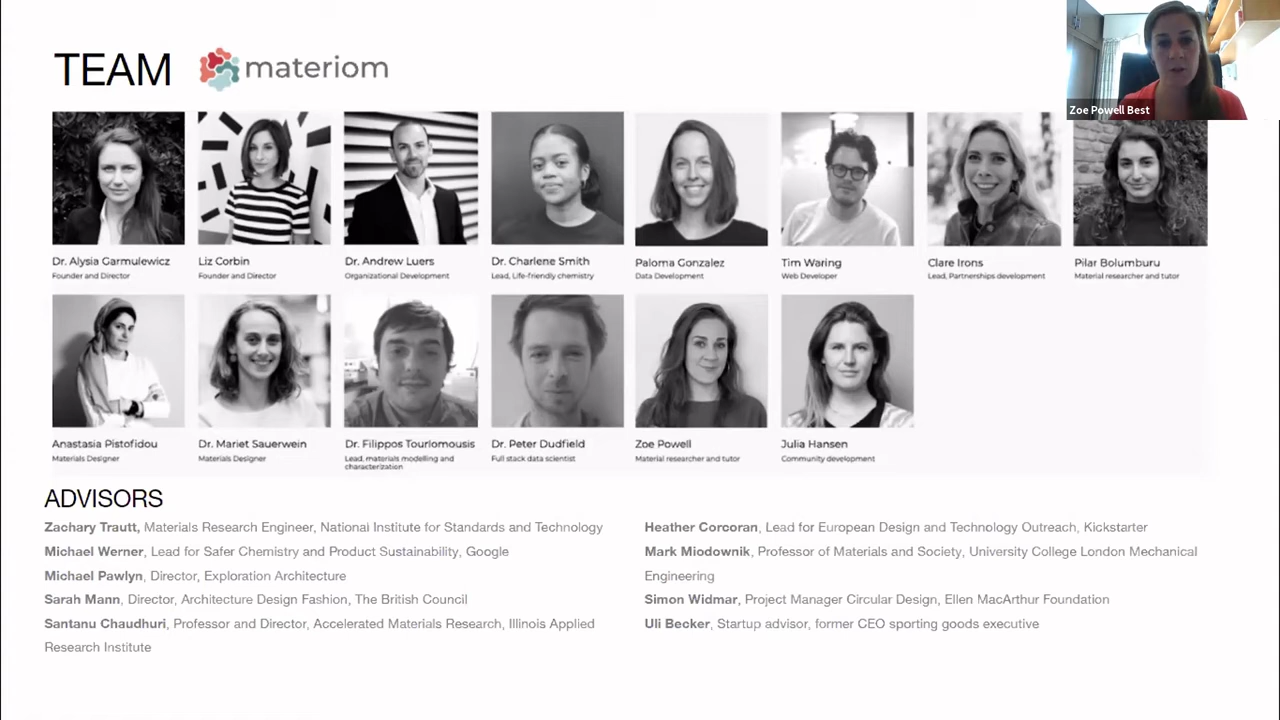 TEAM materiom
Zoe Powell Best
Dr. Alysia Garmulewicz
Founder and Director
Liz Corbin
Founder and Director
Dr. Andrew Luers
Organizational Development
Dr. Charlene Smith
Lead, Life-friendly chemistry
Paloma Gonzalez
Data Development
Tim Waring
Web Developer
Clare Irons
Lead, Partnerships development
Pilar Bolumburu
Material researcher and tutor
Anastasia Pistofidou
Materials Designer
Dr. Mariet Sauerwein
Materials Designer
Dr. Filippos Tourlomousis
Lead, materials modelling and
characterization
Dr. Peter Dudfield
Full stack data scientist
Zoe Powell
Material researcher and tutor
Julia Hansen
Community development
ADVISORS
Zachary Trautt, Materials Research Engineer, National Institute for Standards and Technology
Michael Werner, Lead for Safer Chemistry and Product Sustainability, Google
Michael Pawlyn, Director, Exploration Architecture
Sarah Mann, Director, Architecture Design Fashion, The British Council
Santanu Chaudhuri, Professor and Director, Accelerated Materials Research, Illinois Applied
Research Institute
Heather Corcoran, Lead for European Design and Technology Outreach, Kickstarter
Mark Miodownik, Professor of Materials and Society, University College London Mechanical
Engineering
Simon Widmar, Project Manager Circular Design, Ellen MacArthur Foundation
Uli Becker, Startup advisor, former CEO sporting goods executive